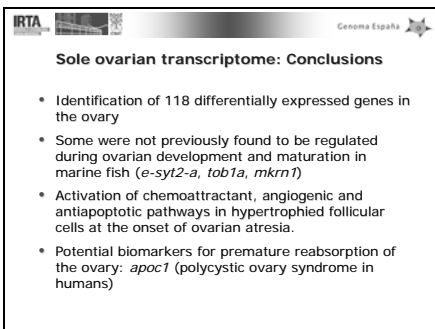 IRTA
Genoma España
Sole ovarian transcriptome: Conclusions
• Identification of 118 differentially expressed genes in
the ovary
• Some were not previously found to be regulated
during ovarian development and maturation in
marine fish (e-syt2-a, tob1a, mkrn1)
• Activation of chemoattractant, angiogenic and
antiapoptotic pathways in hypertrophied follicular
cells at the onset of ovarian atresia.
• Potential biomarkers for premature reabsorption of
the ovary: apoc1 (polycystic ovary syndrome in
humans)